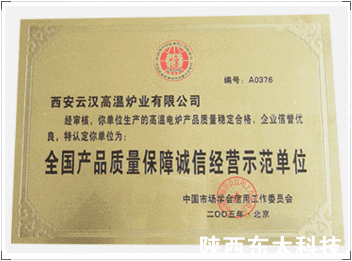 编号：A0376
西安云汉高温炉业有限公司
经审核，你单位生产的高温电炉产品质量稳定合格，企业信誉优
良，特认定你单位为：
全国产品质量保障诚信经营示范单位
中国市场学会信用工作委员会
二〇〇五年·北京
陕西东大科技